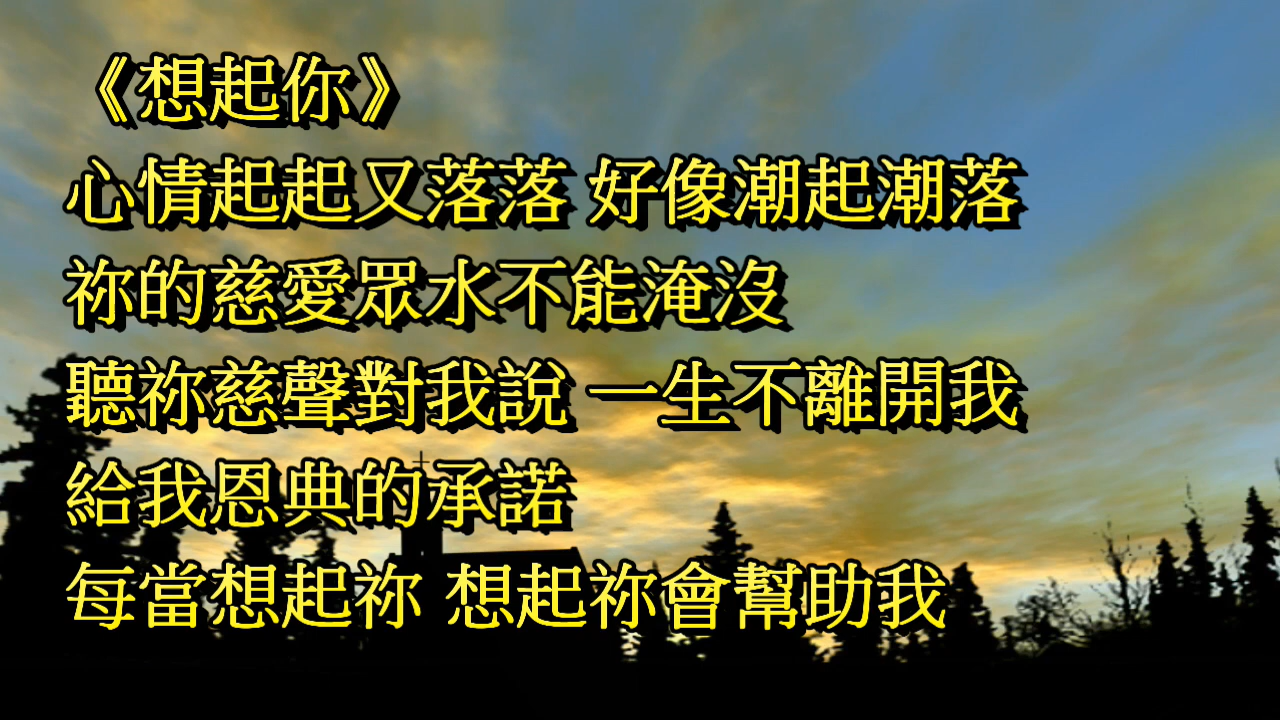 《想起你》
心情起起又落落 好像潮起潮落
祢的慈愛眾水不能淹沒
聽祢慈聲對我說 一生不離開我
給我恩典的承諾
每當想起祢 想起祢會幫助我